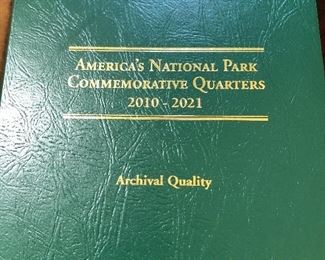 America's National Park
Commemorative Quarters
2010 - 2021
Archival Quality